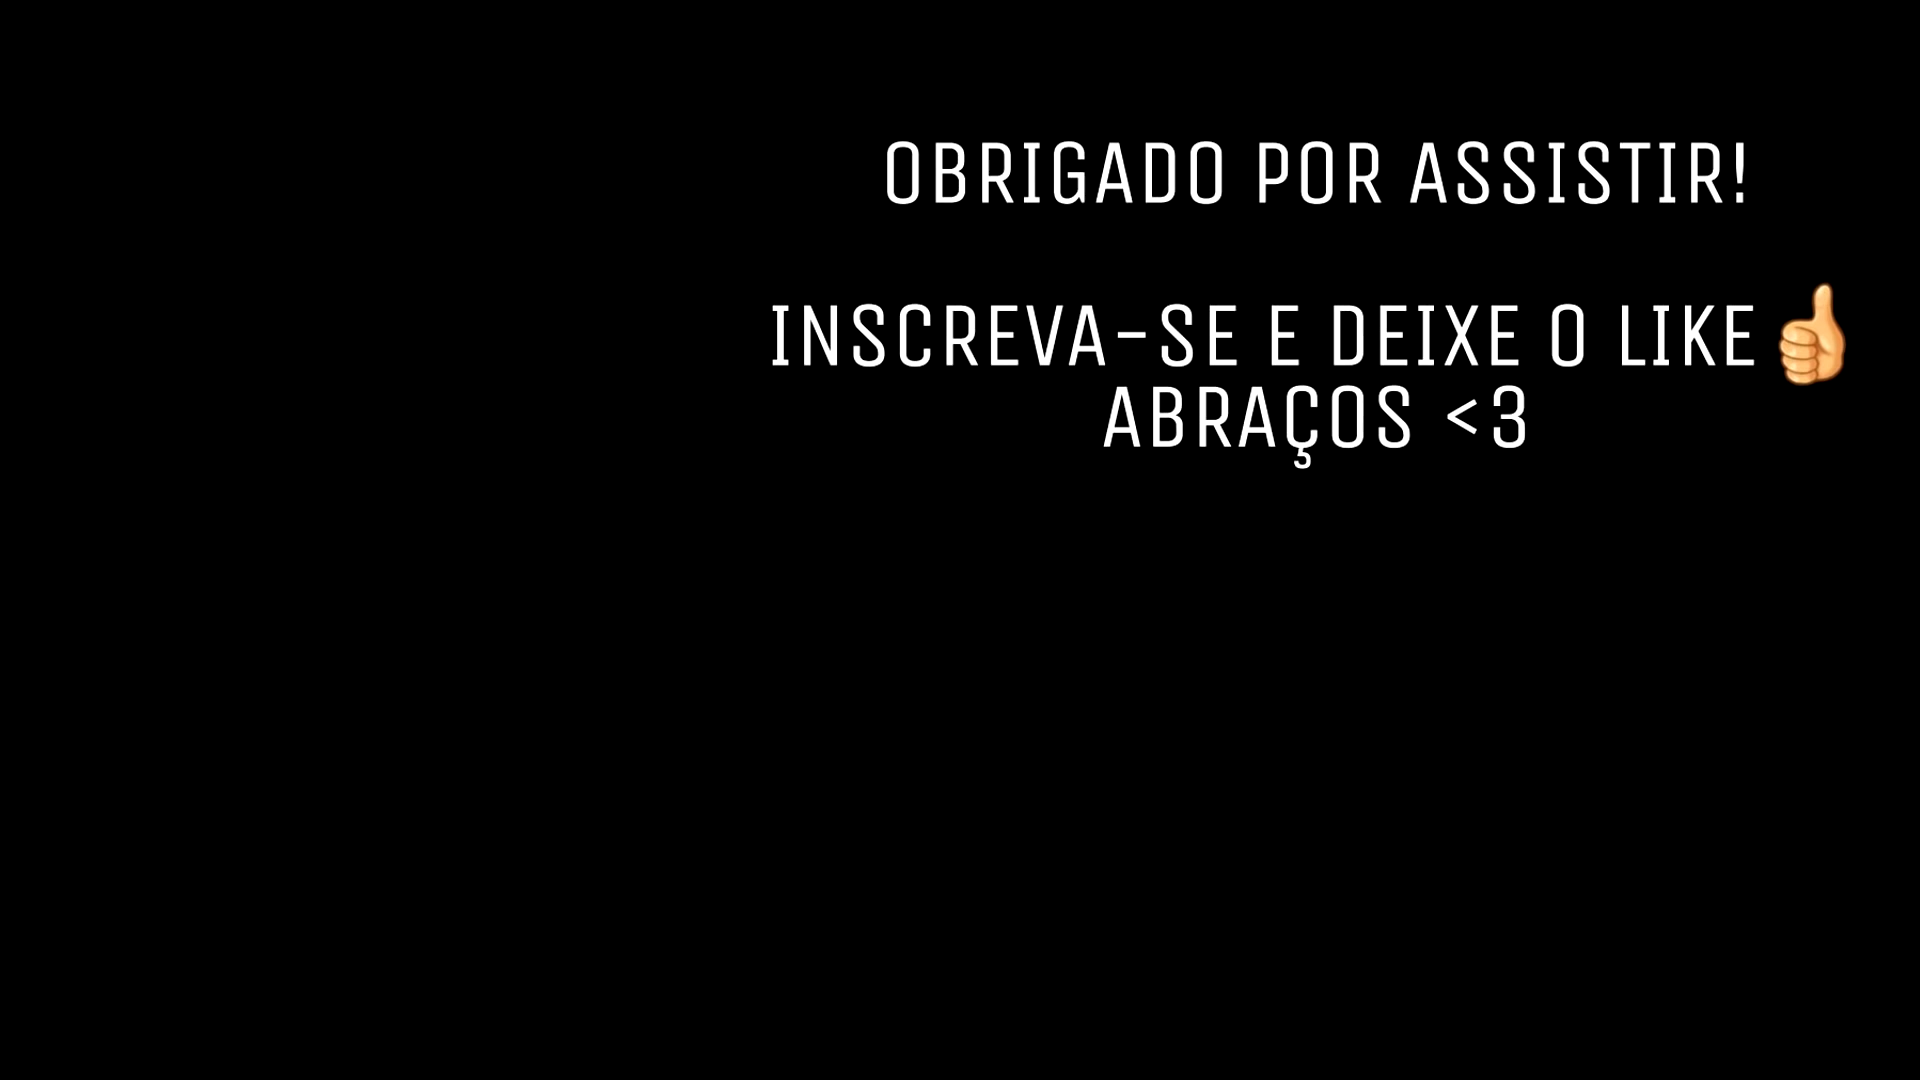 OBRIGADO POR ASSISTIR!
INSCREVA-SE E DEIXE O LIKE👍
ABRAÇOS <3